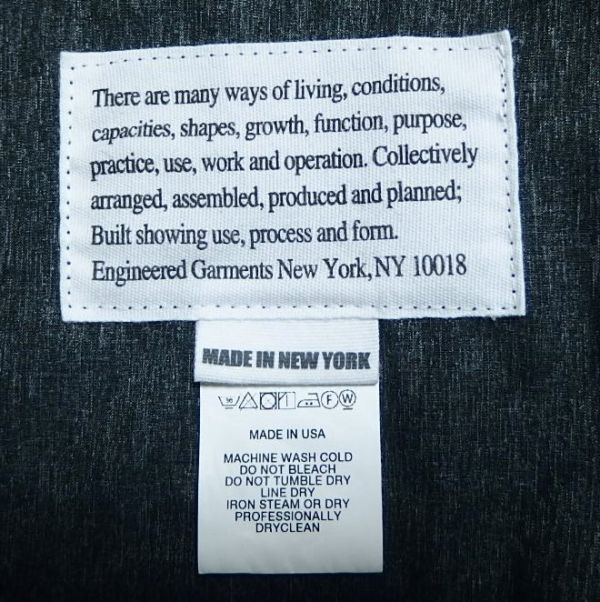 There are many ways of living, conditions,
capacities, shapes, growth, function, purpose,
practice, use, work and operation. Collectively
arranged, assembled, produced and planned;
Built showing use, process and form.
Engineered Garments New York, NY 10018
MADE IN NEW YORK
F W
MADE IN USA
MACHINE WASH COLD
DO NOT BLEACH
DO NOT TUMBLE DRY
LINE DRY
IRON STEAM OR DRY
PROFESSIONALLY
DRYCLEAN